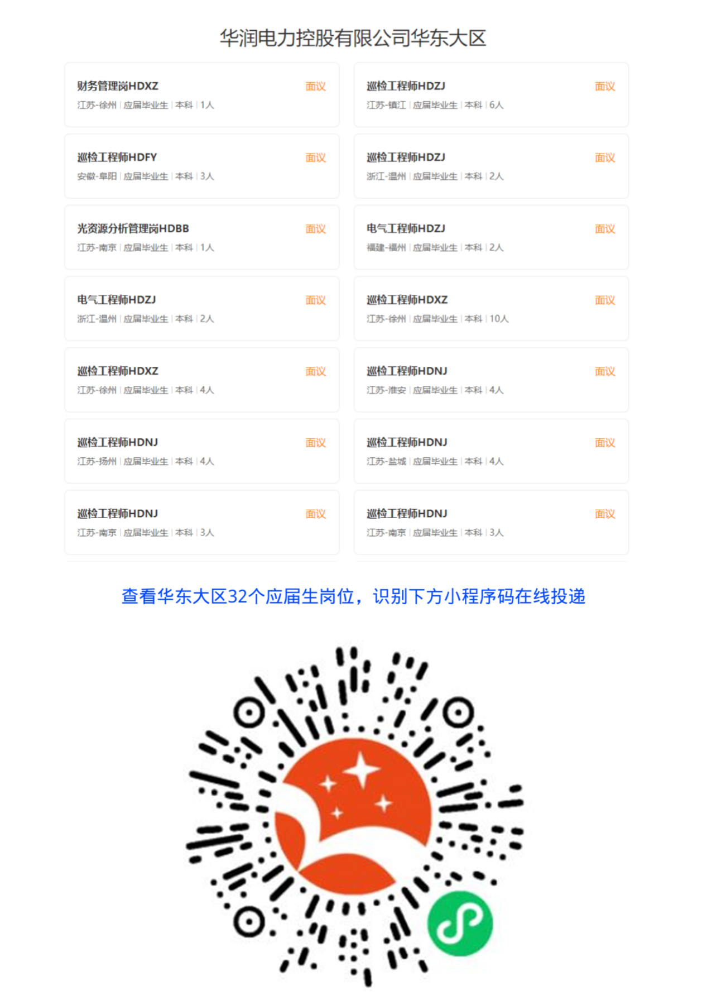 华润电力控股有限公司华东大区
财务管理岗HDXZ 面议
江苏-徐州 | 应届毕业生 | 本科 | 1人
巡检工程师HDZJ 面议
江苏-镇江 | 应届毕业生 | 本科 | 6人
巡检工程师HDFY 面议
安徽-阜阳 | 应届毕业生 | 本科 | 3人
巡检工程师HDZJ 面议
浙江-温州 | 应届毕业生 | 本科 | 2人
光资源分析管理岗HDBB 面议
江苏-南京 | 应届毕业生 | 本科 | 1人
电气工程师HDZJ 面议
福建-福州 | 应届毕业生 | 本科 | 2人
电气工程师HDZJ 面议
浙江-温州 | 应届毕业生 | 本科 | 2人
巡检工程师HDXZ 面议
江苏-徐州 | 应届毕业生 | 本科 | 10人
巡检工程师HDXZ 面议
江苏-徐州 | 应届毕业生 | 本科 | 4人
巡检工程师HDNJ 面议
江苏-淮安 | 应届毕业生 | 本科 | 4人
巡检工程师HDNJ 面议
江苏-扬州 | 应届毕业生 | 本科 | 4人
巡检工程师HDNJ 面议
江苏-盐城 | 应届毕业生 | 本科 | 4人
巡检工程师HDNJ 面议
江苏-南京 | 应届毕业生 | 本科 | 3人
巡检工程师HDNJ 面议
江苏-南京 | 应届毕业生 | 本科 | 3人
查看华东大区32个应届生岗位，识别下方小程序码在线投递